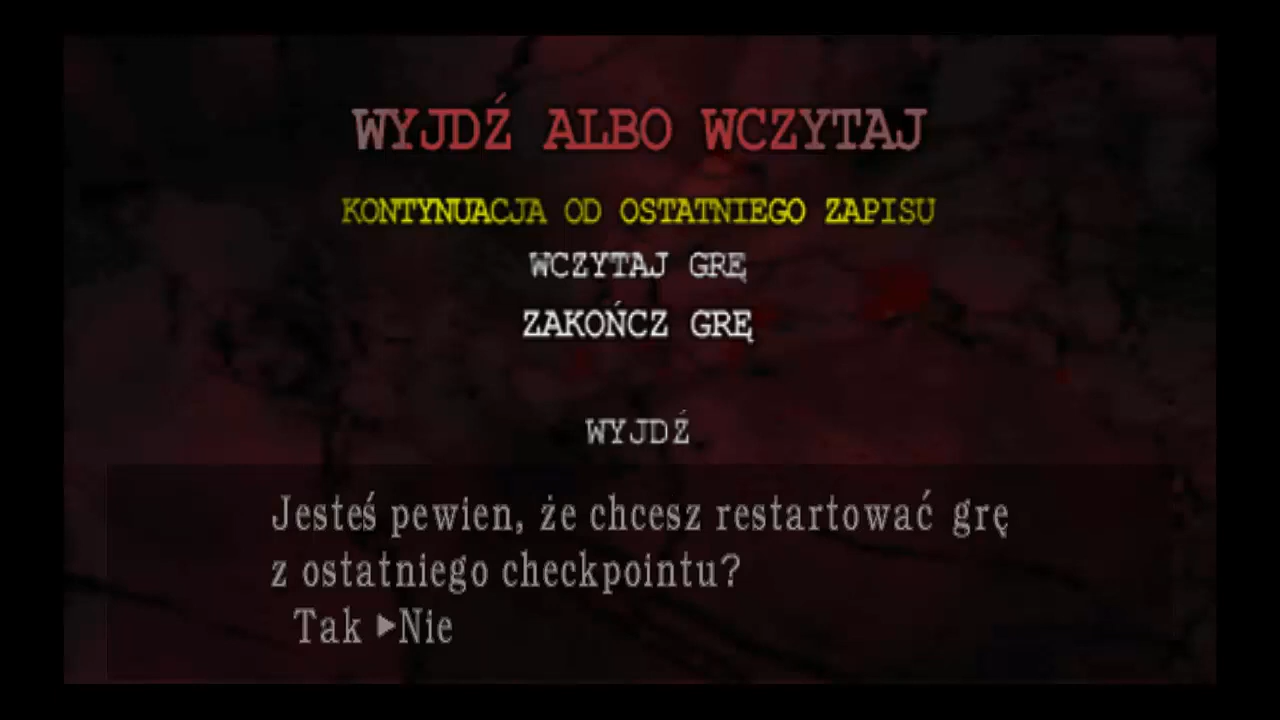 WYJDŹ ALBO WCZYTAJ
KONTYNUACJA OD OSTATNIEGO ZAPISU
WCZYTAJ GRĘ
ZAKOŃCZ GRĘ
WYJDŹ
Jesteś pewien, że chcesz restartować grę
z ostatniego checkpointu?
Tak ▶Nie